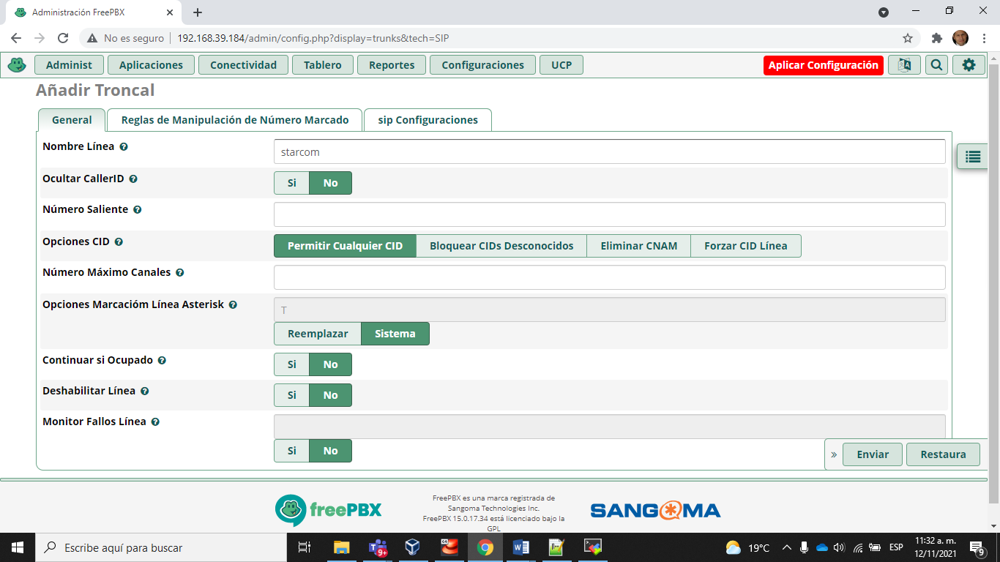 Administración FreePBX
No es seguro
192.168.39.184/admin/config.php?display=trunks&tech=SIP
Administ
Aplicaciones
Conectividad
Tablero
Reportes
Configuraciones
UCP
Aplicar Configuración
Añadir Troncal
General
Reglas de Manipulación de Número Marcado
sip Configuraciones
Nombre Línea
starcom
Ocultar CallerID
Si No
Número Saliente
Opciones CID
Permitir Cualquier CID Bloquear CIDs Desconocidos Eliminar CNAM Forzar CID Línea
Número Máximo Canales
Opciones Marcacióm Línea Asterisk
T
Reemplazar Sistema
Continuar si Ocupado
Si No
Deshabilitar Línea
Si No
Monitor Fallos Línea
Si No
» Enviar Restaura
freePBX
FreePBX es una marca registrada de
Sangoma Technologies Inc.
FreePBX 15.0.17.34 está licenciado bajo la
GPL
SANGOMA
Escribe aquí para buscar
9+
64
19°C
ESP
11:32 a. m.
12/11/2021
9